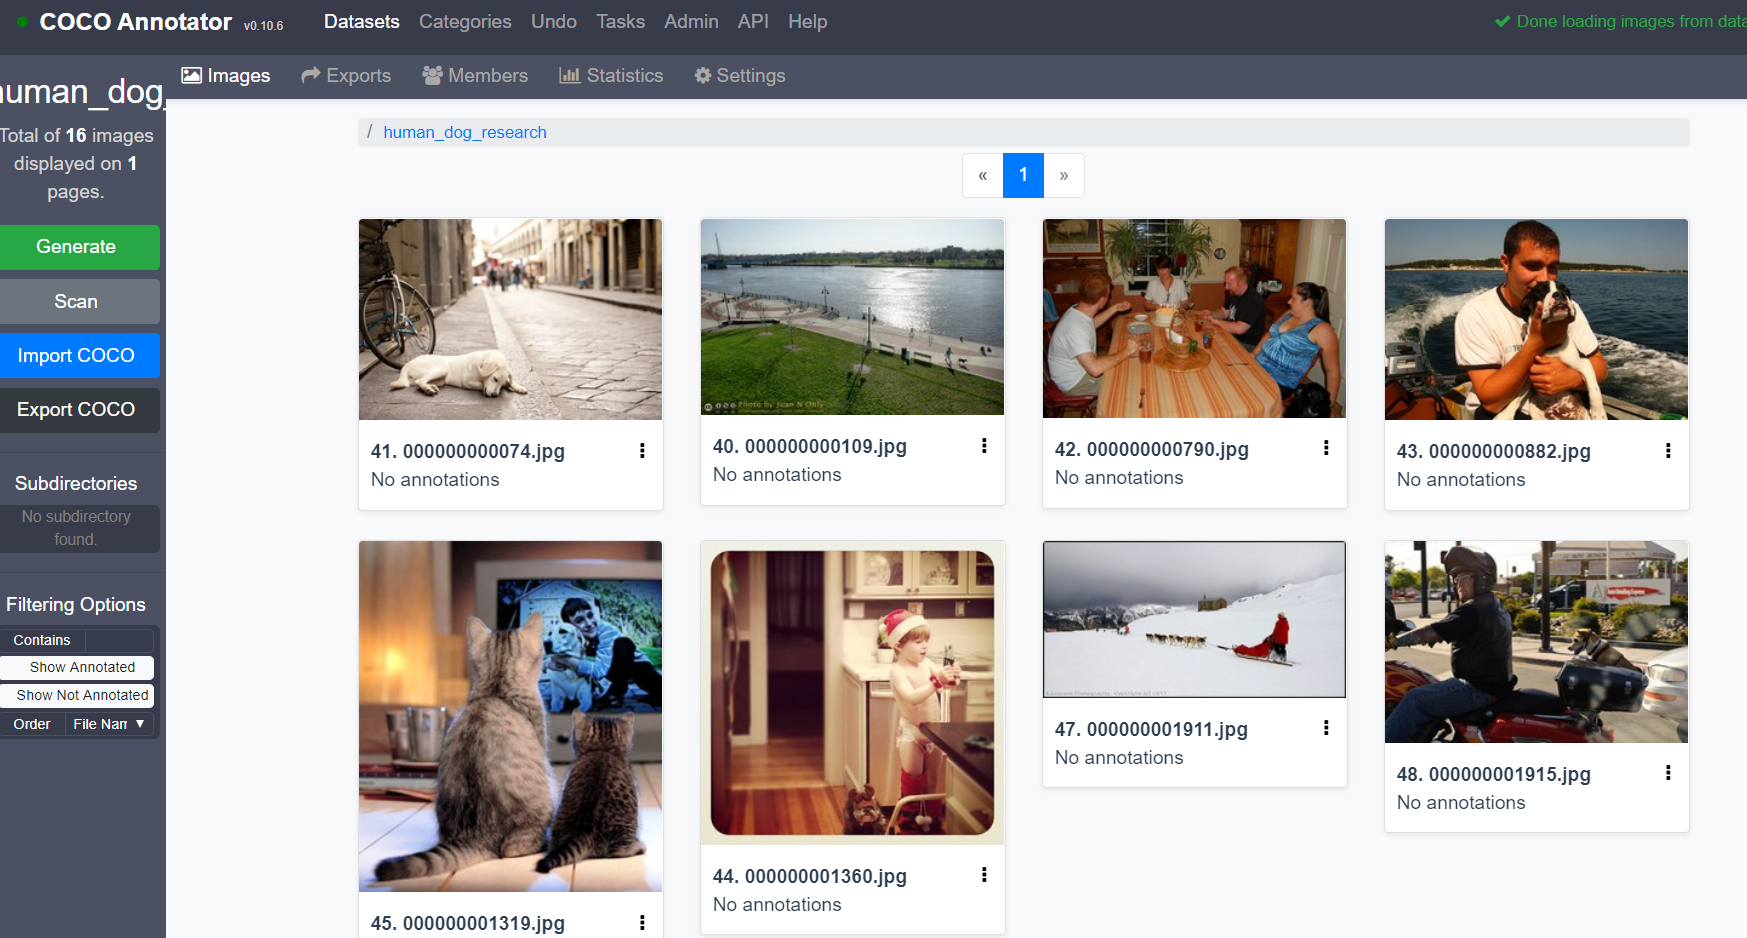 COCO Annotator v0.10.6 Datasets Categories Undo Tasks Admin API Help
Done loading images from data
Images Exports Members Statistics Settings
human_dog_
Total of 16 images
displayed on 1
pages.
Generate
Scan
Import COCO
Export COCO
Subdirectories
No subdirectory
found.
Filtering Options
Contains
Show Annotated
Show Not Annotated
Order File Nam ▼
/ human_dog_research
« 1 »
Photo by Juan N Only
41. 000000000074.jpg
No annotations
40. 000000000109.jpg
No annotations
42. 000000000790.jpg
No annotations
43. 000000000882.jpg
No annotations
45. 000000001319.jpg
44. 000000001360.jpg
No annotations
47. 000000001911.jpg
No annotations
48. 000000001915.jpg
No annotations